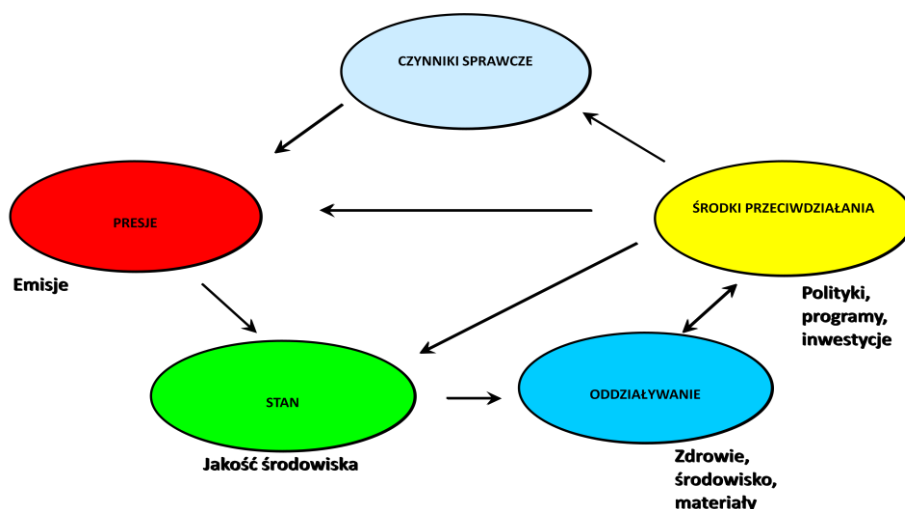 CZYNNIKI SPRAWCZE
PRESJE
ŚRODKI PRZECIWDZIAŁANIA
Emisje
Polityki,
programy,
inwestycje
STAN
ODDZIAŁYWANIE
Jakość środowiska
Zdrowie,
środowisko,
materiały